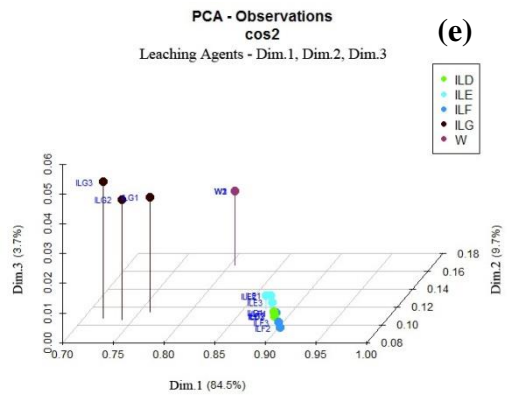 PCA - Observations
cos2
(e)
Leaching Agents - Dim.1, Dim.2, Dim.3
ILD
ILE
ILF
ILG
W
0.06
0.05
0.04
0.03
0.02
0.01
0.00
Dim.3 (3.7%)
ILG3
ILG2
ILG1
ILE3
ILF3
ILF2
0.18
0.16
0.14
0.12
0.10
0.08
Dim.2 (9.7%)
0.70
0.75
0.80
0.85
0.90
0.95
1.00
Dim.1 (84.5%)